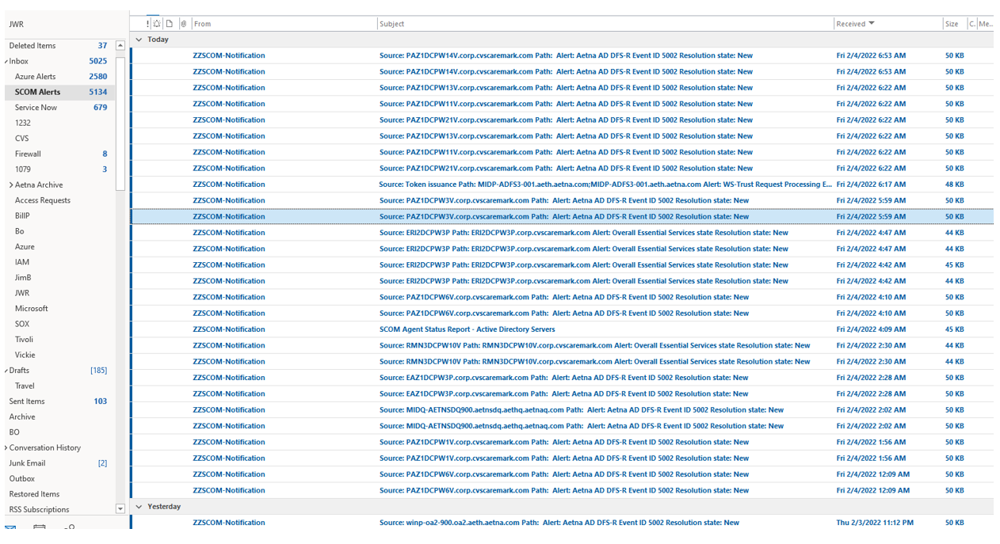 JWR
Deleted Items 37
Inbox 5025
Azure Alerts 2580
SCOM Alerts 5134
Service Now 679
1232
CVS
Firewall 8
1079 3
Aetna Archive
Access Requests
BillP
Bo
Azure
IAM
JimB
JWR
Microsoft
SOX
Tivoli
Vickie
Drafts [185]
Travel
Sent Items 103
Archive
BO
Conversation History
Junk Email [2]
Outbox
Restored Items
RSS Subscriptions
! @ From Subject Received Size C. Me...
Today
ZZSCOM-Notification Source: PAZ1DCPW14V.corp.cvscaremark.com Path: Alert: Aetna AD DFS-R Event ID 5002 Resolution state: New Fri 2/4/2022 6:53 AM 50 KB
ZZSCOM-Notification Source: PAZ1DCPW14V.corp.cvscaremark.com Path: Alert: Aetna AD DFS-R Event ID 5002 Resolution state: New Fri 2/4/2022 6:53 AM 50 KB
ZZSCOM-Notification Source: PAZ1DCPW13V.corp.cvscaremark.com Path: Alert: Aetna AD DFS-R Event ID 5002 Resolution state: New Fri 2/4/2022 6:22 AM 50 KB
ZZSCOM-Notification Source: PAZ1DCPW11V.corp.cvscaremark.com Path: Alert: Aetna AD DFS-R Event ID 5002 Resolution state: New Fri 2/4/2022 6:22 AM 50 KB
ZZSCOM-Notification Source: PAZ1DCPW21V.corp.cvscaremark.com Path: Alert: Aetna AD DFS-R Event ID 5002 Resolution state: New Fri 2/4/2022 6:22 AM 50 KB
ZZSCOM-Notification Source: PAZ1DCPW13V.corp.cvscaremark.com Path: Alert: Aetna AD DFS-R Event ID 5002 Resolution state: New Fri 2/4/2022 6:22 AM 50 KB
ZZSCOM-Notification Source: PAZ1DCPW11V.corp.cvscaremark.com Path: Alert: Aetna AD DFS-R Event ID 5002 Resolution state: New Fri 2/4/2022 6:22 AM 50 KB
ZZSCOM-Notification Source: PAZ1DCPW21V.corp.cvscaremark.com Path: Alert: Aetna AD DFS-R Event ID 5002 Resolution state: New Fri 2/4/2022 6:22 AM 50 KB
ZZSCOM-Notification Source: Token issuance Path: MIDP-ADFS3-001.aeth.aetna.com;MIDP-ADFS3-001.aeth.aetna.com Alert: WS-Trust Request Processing E... Fri 2/4/2022 6:17 AM 48 KB
ZZSCOM-Notification Source: PAZ1DCPW3V.corp.cvscaremark.com Path: Alert: Aetna AD DFS-R Event ID 5002 Resolution state: New Fri 2/4/2022 5:59 AM 50 KB
ZZSCOM-Notification Source: PAZ1DCPW3V.corp.cvscaremark.com Path: Alert: Aetna AD DFS-R Event ID 5002 Resolution state: New Fri 2/4/2022 5:59 AM 50 KB
ZZSCOM-Notification Source: ERI2DCPW3P Path: ERI2DCPW3P.corp.cvscaremark.com Alert: Overall Essential Services state Resolution state: New Fri 2/4/2022 4:47 AM 44 KB
ZZSCOM-Notification Source: ERI2DCPW3P Path: ERI2DCPW3P.corp.cvscaremark.com Alert: Overall Essential Services state Resolution state: New Fri 2/4/2022 4:47 AM 44 KB
ZZSCOM-Notification Source: ERI2DCPW3P Path: ERI2DCPW3P.corp.cvscaremark.com Alert: Overall Essential Services state Resolution state: New Fri 2/4/2022 4:42 AM 45 KB
ZZSCOM-Notification Source: ERI2DCPW3P Path: ERI2DCPW3P.corp.cvscaremark.com Alert: Overall Essential Services state Resolution state: New Fri 2/4/2022 4:42 AM 44 KB
ZZSCOM-Notification Source: PAZ1DCPW6V.corp.cvscaremark.com Path: Alert: Aetna AD DFS-R Event ID 5002 Resolution state: New Fri 2/4/2022 4:10 AM 50 KB
ZZSCOM-Notification Source: PAZ1DCPW6V.corp.cvscaremark.com Path: Alert: Aetna AD DFS-R Event ID 5002 Resolution state: New Fri 2/4/2022 4:10 AM 50 KB
ZZSCOM-Notification SCOM Agent Status Report - Active Directory Servers Fri 2/4/2022 4:09 AM 45 KB
ZZSCOM-Notification Source: RMN3DCPW10V Path: RMN3DCPW10V.corp.cvscaremark.com Alert: Overall Essential Services state Resolution state: New Fri 2/4/2022 2:30 AM 44 KB
ZZSCOM-Notification Source: RMN3DCPW10V Path: RMN3DCPW10V.corp.cvscaremark.com Alert: Overall Essential Services state Resolution state: New Fri 2/4/2022 2:30 AM 44 KB
ZZSCOM-Notification Source: EAZ1DCPW3P.corp.cvscaremark.com Path: Alert: Aetna AD DFS-R Event ID 5002 Resolution state: New Fri 2/4/2022 2:28 AM 50 KB
ZZSCOM-Notification Source: EAZ1DCPW3P.corp.cvscaremark.com Path: Alert: Aetna AD DFS-R Event ID 5002 Resolution state: New Fri 2/4/2022 2:28 AM 50 KB
ZZSCOM-Notification Source: MIDQ-AETNSDQ900.aetnsdq.aethq.aetnaq.com Path: Alert: Aetna AD DFS-R Event ID 5002 Resolution state: New Fri 2/4/2022 2:02 AM 50 KB
ZZSCOM-Notification Source: MIDQ-AETNSDQ900.aetnsdq.aethq.aetnaq.com Path: Alert: Aetna AD DFS-R Event ID 5002 Resolution state: New Fri 2/4/2022 2:02 AM 50 KB
ZZSCOM-Notification Source: PAZ1DCPW1V.corp.cvscaremark.com Path: Alert: Aetna AD DFS-R Event ID 5002 Resolution state: New Fri 2/4/2022 1:56 AM 50 KB
ZZSCOM-Notification Source: PAZ1DCPW1V.corp.cvscaremark.com Path: Alert: Aetna AD DFS-R Event ID 5002 Resolution state: New Fri 2/4/2022 1:56 AM 50 KB
ZZSCOM-Notification Source: PAZ1DCPW6V.corp.cvscaremark.com Path: Alert: Aetna AD DFS-R Event ID 5002 Resolution state: New Fri 2/4/2022 12:09 AM 50 KB
ZZSCOM-Notification Source: PAZ1DCPW6V.corp.cvscaremark.com Path: Alert: Aetna AD DFS-R Event ID 5002 Resolution state: New Fri 2/4/2022 12:09 AM 50 KB
Yesterday
ZZSCOM-Notification Source: winp-oa2-900.oa2.aeth.aetna.com Path: Alert: Aetna AD DFS-R Event ID 5002 Resolution state: New Thu 2/3/2022 11:12 PM 50 KB